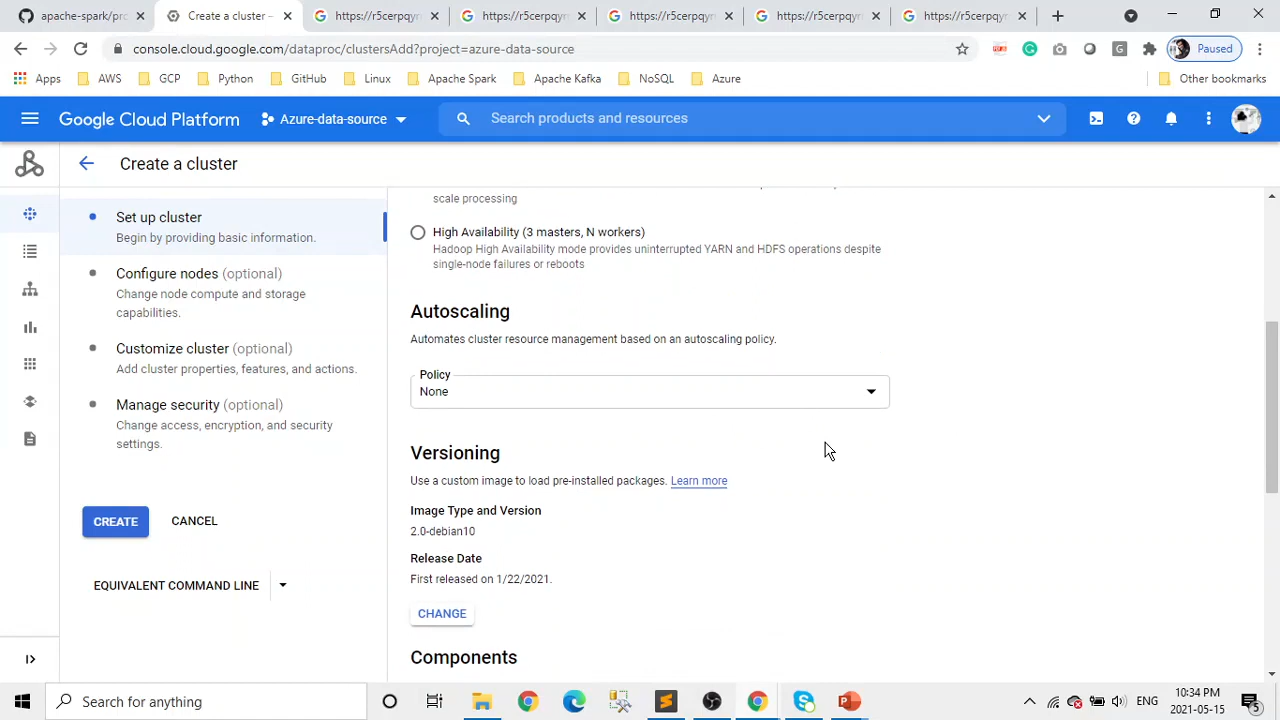 apache-spark/pro
Create a cluster –
https://r5cerpqyr
https://r5cerpqyr
https://r5cerpqyr
https://r5cerpqyr
https://r5cerpqyr
console.cloud.google.com/dataproc/clustersAdd?project=azure-data-source
Paused
Apps
AWS
GCP
Python
GitHub
Linux
Apache Spark
Apache Kafka
NoSQL
Azure
Other bookmarks
Google Cloud Platform
Azure-data-source
Search products and resources
Create a cluster
Set up cluster
Begin by providing basic information.
Configure nodes (optional)
Change node compute and storage
capabilities.
Customize cluster (optional)
Add cluster properties, features, and actions.
Manage security (optional)
Change access, encryption, and security
settings.
CREATE
CANCEL
EQUIVALENT COMMAND LINE
scale processing
High Availability (3 masters, N workers)
Hadoop High Availability mode provides uninterrupted YARN and HDFS operations despite
single-node failures or reboots
Autoscaling
Automates cluster resource management based on an autoscaling policy.
Policy
None
Versioning
Use a custom image to load pre-installed packages. Learn more
Image Type and Version
2.0-debian10
Release Date
First released on 1/22/2021.
CHANGE
Components
Search for anything
ENG
10:34 PM
2021-05-15
5